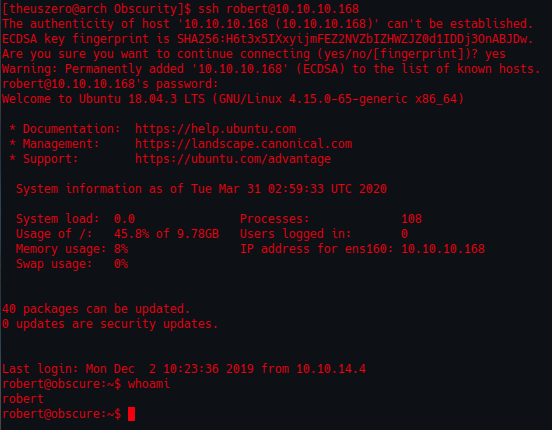 [theuszero@arch Obscurity]$ ssh robert@10.10.10.168
The authenticity of host '10.10.10.168 (10.10.10.168)' can't be established.
ECDSA key fingerprint is SHA256:H6t3x5IXxyijmFEZ2NVZbIZHWZJZ0d1IDDj3OnABJDw.
Are you sure you want to continue connecting (yes/no/[fingerprint])? yes
Warning: Permanently added '10.10.10.168' (ECDSA) to the list of known hosts.
robert@10.10.10.168's password:
Welcome to Ubuntu 18.04.3 LTS (GNU/Linux 4.15.0-65-generic x86_64)
* Documentation:  https://help.ubuntu.com
* Management:     https://landscape.canonical.com
* Support:        https://ubuntu.com/advantage
System information as of Tue Mar 31 02:59:33 UTC 2020
System load:  0.0               Processes:             108
Usage of /:   45.8% of 9.78GB   Users logged in:       0
Memory usage: 8%                IP address for ens160: 10.10.10.168
Swap usage:   0%
40 packages can be updated.
0 updates are security updates.
Last login: Mon Dec  2 10:23:36 2019 from 10.10.14.4
robert@obscure:~$ whoami
robert
robert@obscure:~$